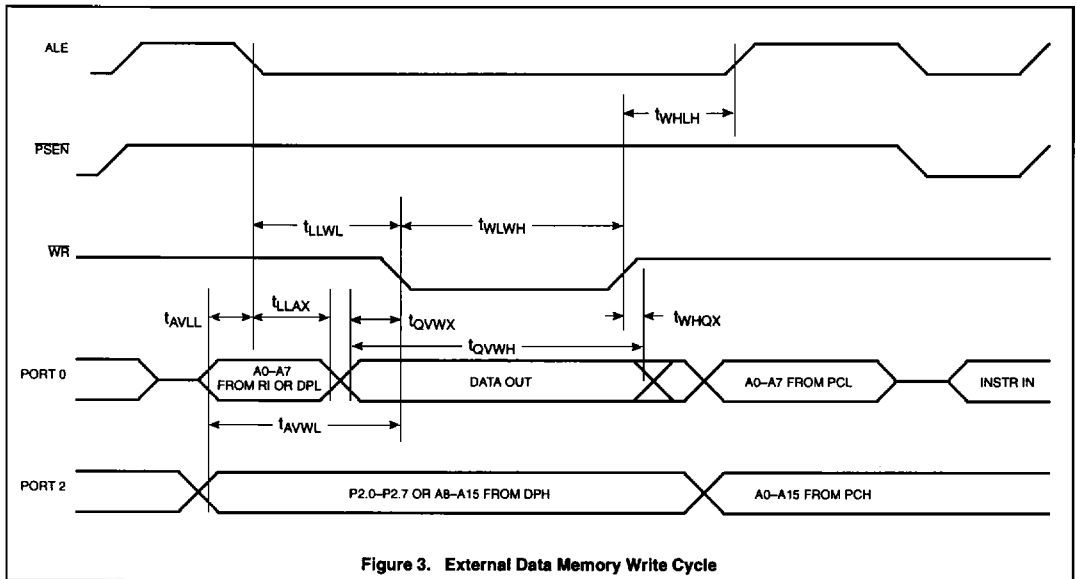 ALE
tWHLH
PSEN
tLLWL
tWLWH
WR
tAVLL
tLLAX
tQVWX
tWHQX
tQVWH
PORT 0
A0–A7
FROM RI OR DPL
DATA OUT
A0–A7 FROM PCL
INSTR IN
tAVWL
PORT 2
P2.0–P2.7 OR A8–A15 FROM DPH
A0–A15 FROM PCH
Figure 3. External Data Memory Write Cycle